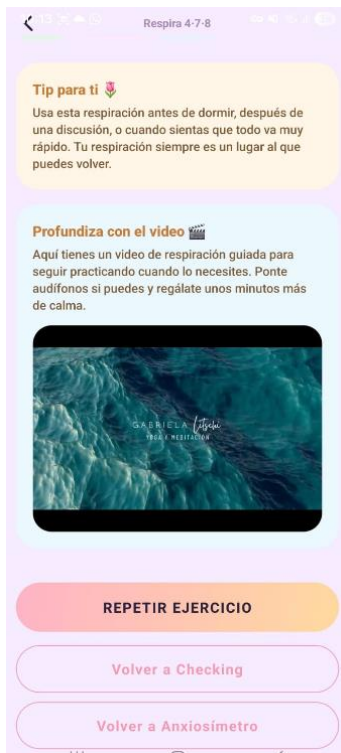 Respira 4-7-8
Tip para ti 🌷
Usa esta respiración antes de dormir, después de
una discusión, o cuando sientas que todo va muy
rápido. Tu respiración siempre es un lugar al que
puedes volver.
Profundiza con el video 🎬
Aquí tienes un video de respiración guiada para
seguir practicando cuando lo necesites. Ponte
audífonos si puedes y regálate unos minutos más
de calma.
GABRIELA Litschi
YOGA & MEDITACIÓN
REPETIR EJERCICIO
Volver a Checking
Volver a Anxiosímetro